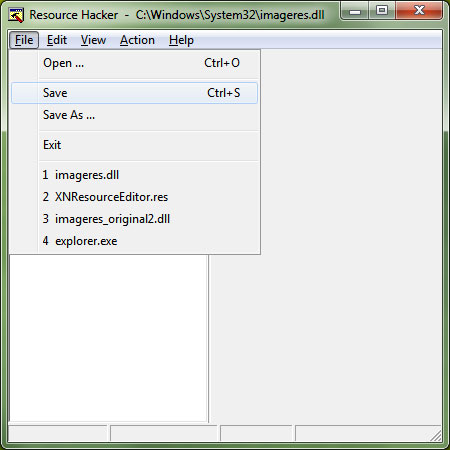 Resource Hacker - C:\Windows\System32\imageres.dll
File Edit View Action Help
Open ... Ctrl+O
Save Ctrl+S
Save As ...
Exit
1 imageres.dll
2 XNResourceEditor.res
3 imageres_original2.dll
4 explorer.exe